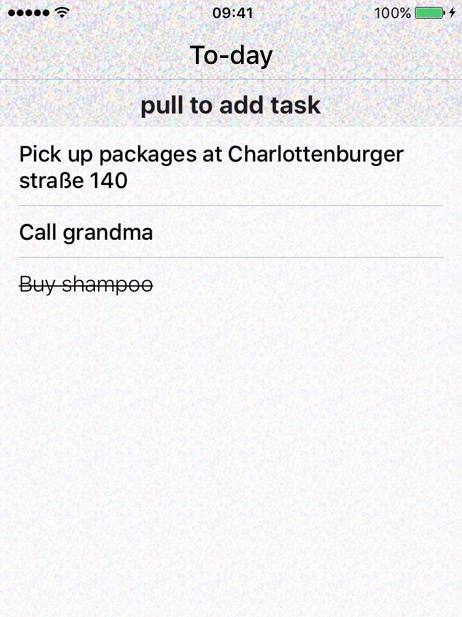 09:41
100%
To-day
pull to add task
Pick up packages at Charlottenburger
straße 140
Call grandma
Buy shampoo